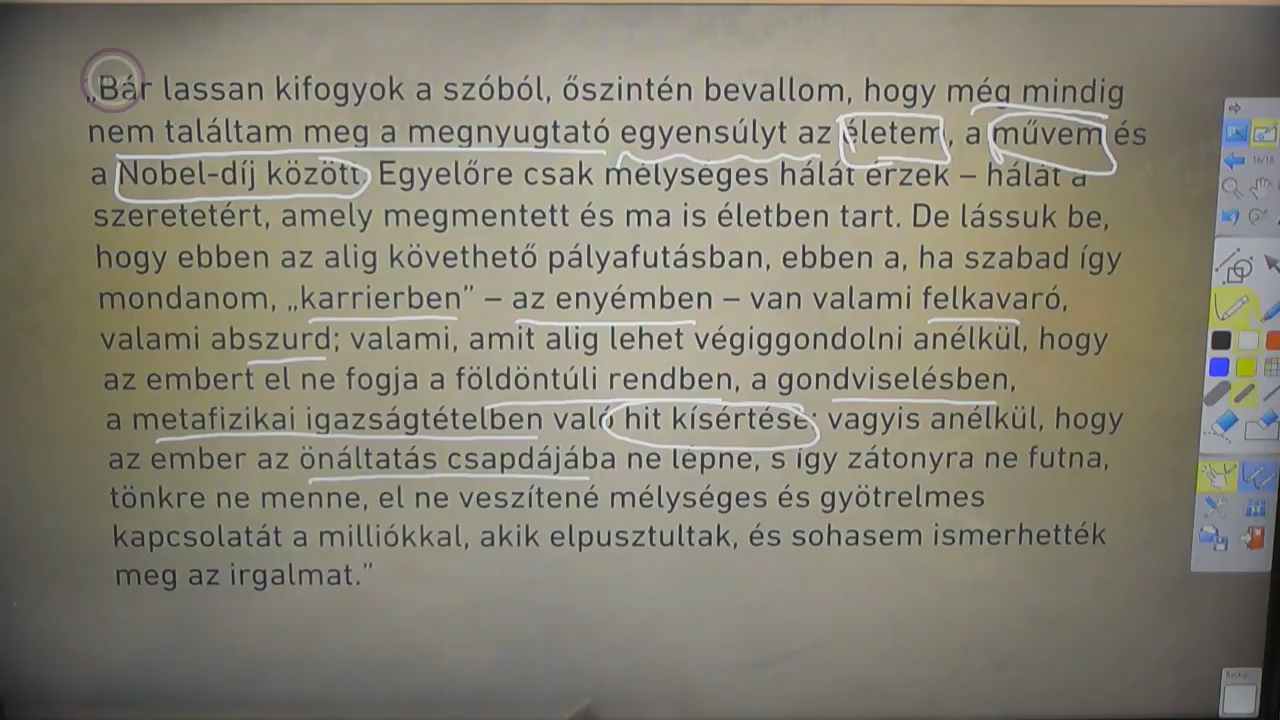 „Bár lassan kifogyok a szóból, őszintén bevallom, hogy még mindig
nem találtam meg a megnyugtató egyensúlyt az életem, a művem és
a Nobel-díj között. Egyelőre csak mélységes hálát érzek – hálát a
szeretetért, amely megmentett és ma is életben tart. De lássuk be,
hogy ebben az alig követhető pályafutásban, ebben a, ha szabad így
mondanom, „karrierben” – az enyémben – van valami felkavaró,
valami abszurd; valami, amit alig lehet végiggondolni anélkül, hogy
az embert el ne fogja a földöntúli rendben, a gondviselésben,
a metafizikai igazságtételben való hit kísértése; vagyis anélkül, hogy
az ember az önáltatás csapdájába ne lépne, s így zátonyra ne futna,
tönkre ne menne, el ne veszítené mélységes és gyötrelmes
kapcsolatát a milliókkal, akik elpusztultak, és sohasem ismerhették
meg az irgalmat.”
16/18